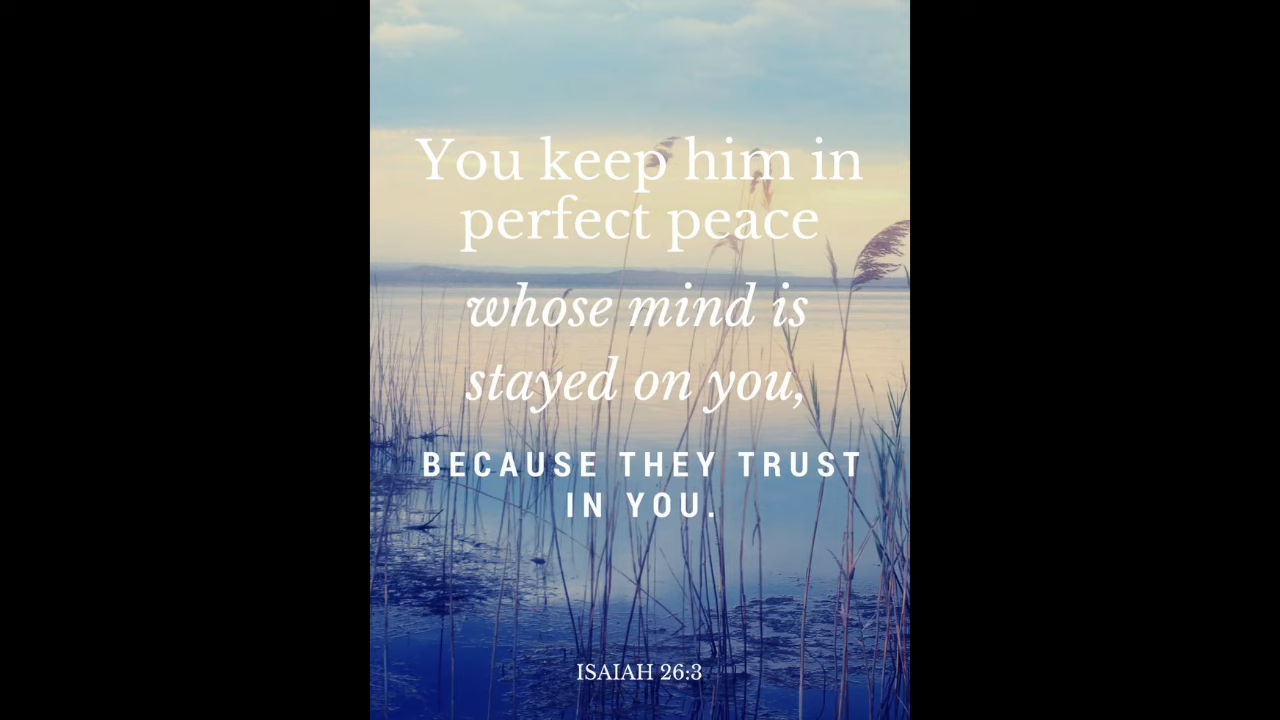 You keep him in
perfect peace
whose mind is
stayed on you,
BECAUSE THEY TRUST
IN YOU.
ISAIAH 26:3